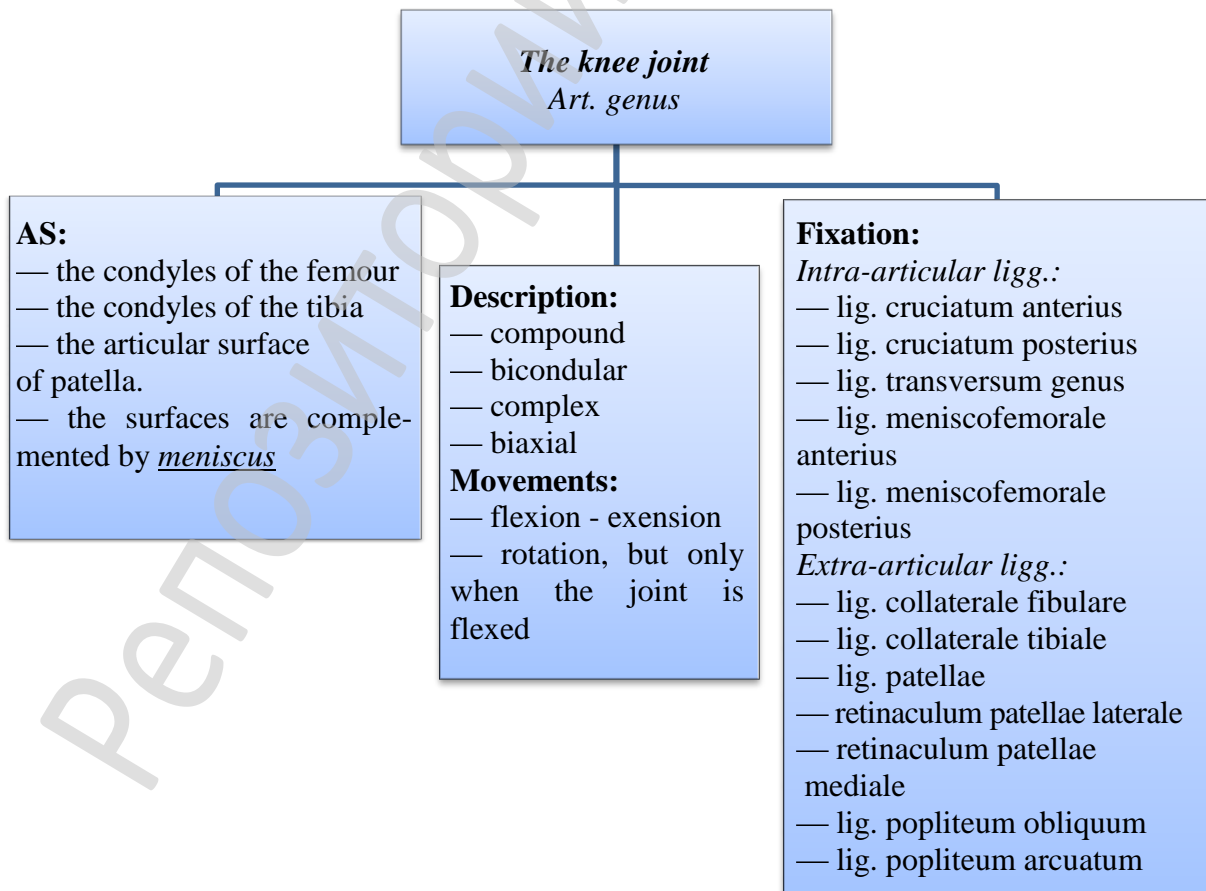 The knee joint
Art. genus
AS:
— the condyles of the femour
— the condyles of the tibia
— the articular surface
of patella.
— the surfaces are comple-
mented by meniscus
Description:
— compound
— bicondular
— complex
— biaxial
Movements:
— flexion - exension
— rotation, but only
when the joint is
flexed
Fixation:
Intra-articular ligg.:
— lig. cruciatum anterius
— lig. cruciatum posterius
— lig. transversum genus
— lig. meniscofemorale
anterius
— lig. meniscofemorale
posterius
Extra-articular ligg.:
— lig. collaterale fibulare
— lig. collaterale tibiale
— lig. patellae
— retinaculum patellae laterale
— retinaculum patellae
mediale
— lig. popliteum obliquum
— lig. popliteum arcuatum